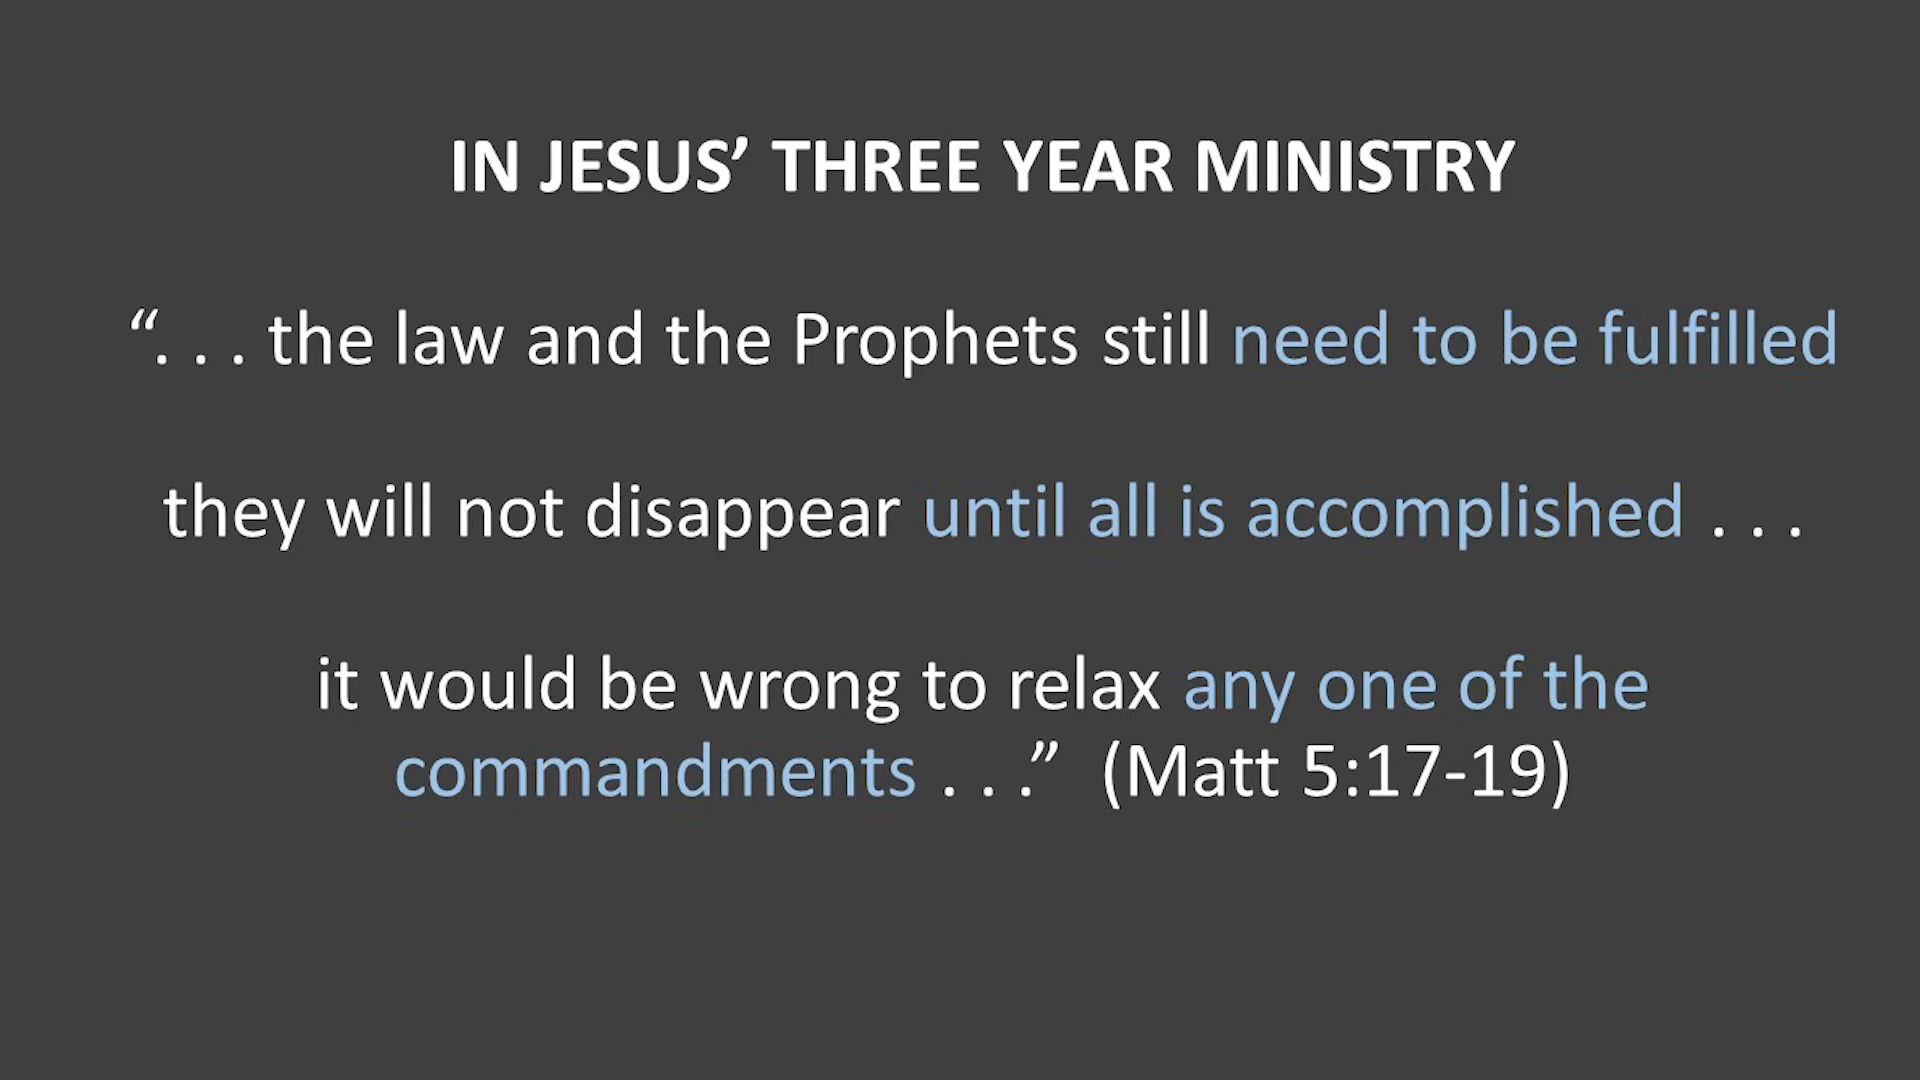 IN JESUS’ THREE YEAR MINISTRY
“. . . the law and the Prophets still need to be fulfilled
they will not disappear until all is accomplished . . .
it would be wrong to relax any one of the
commandments . . .” (Matt 5:17-19)